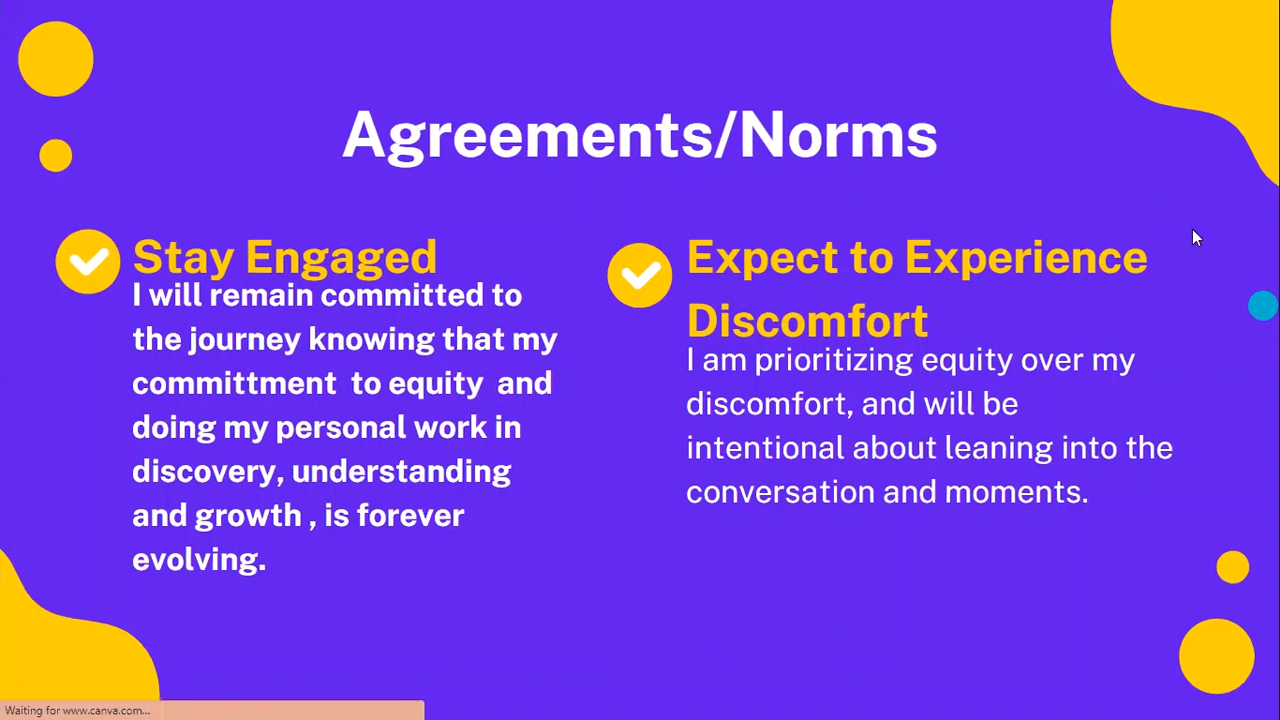 Agreements/Norms
Stay Engaged
I will remain committed to
the journey knowing that my
committment  to equity  and
doing my personal work in
discovery, understanding
and growth , is forever
evolving.
Expect to Experience
Discomfort
I am prioritizing equity over my
discomfort, and will be
intentional about leaning into the
conversation and moments.
Waiting for www.canva.com...